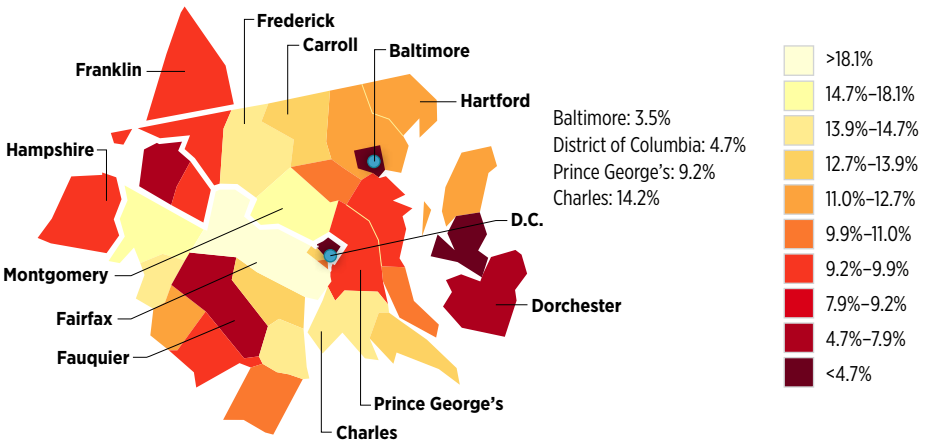 Frederick
Carroll
Baltimore
Franklin
Hartford
Hampshire
D.C.
Montgomery
Fairfax
Dorchester
Fauquier
Prince George's
Charles
Baltimore: 3.5%
District of Columbia: 4.7%
Prince George's: 9.2%
Charles: 14.2%
>18.1%
14.7%–18.1%
13.9%–14.7%
12.7%–13.9%
11.0%–12.7%
9.9%–11.0%
9.2%–9.9%
7.9%–9.2%
4.7%–7.9%
<4.7%